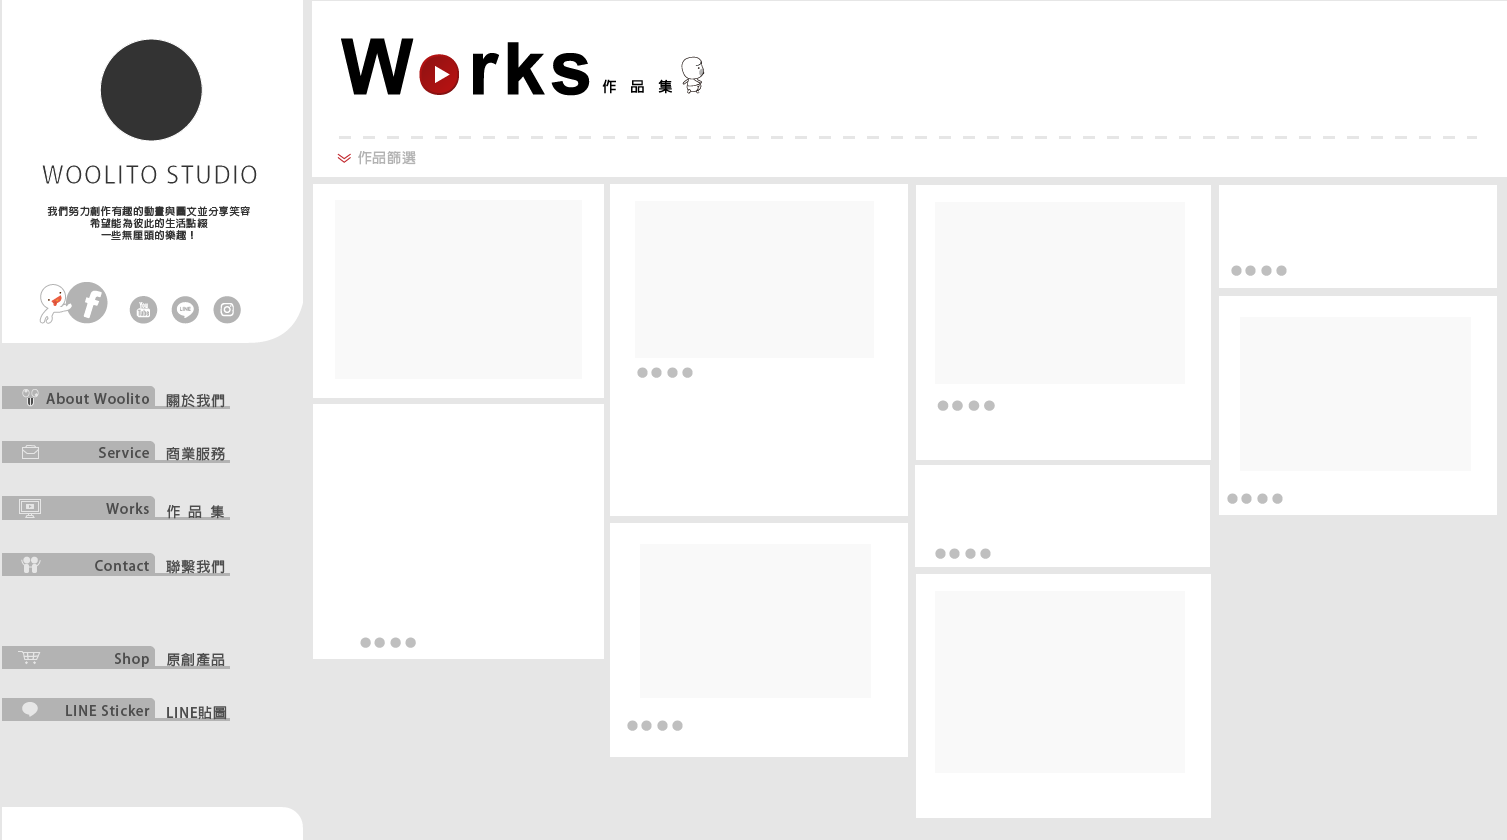 WOOLITO STUDIO
我們努力創作有趣的動畫與圖文並分享笑容
希望能為彼此的生活點綴
一些無厘頭的樂趣！
f
You Tube
LINE
About Woolito 關於我們
Service 商業服務
Works 作品集
Contact 聯繫我們
Shop 原創產品
LINE Sticker LINE貼圖
Works 作品集
作品篩選